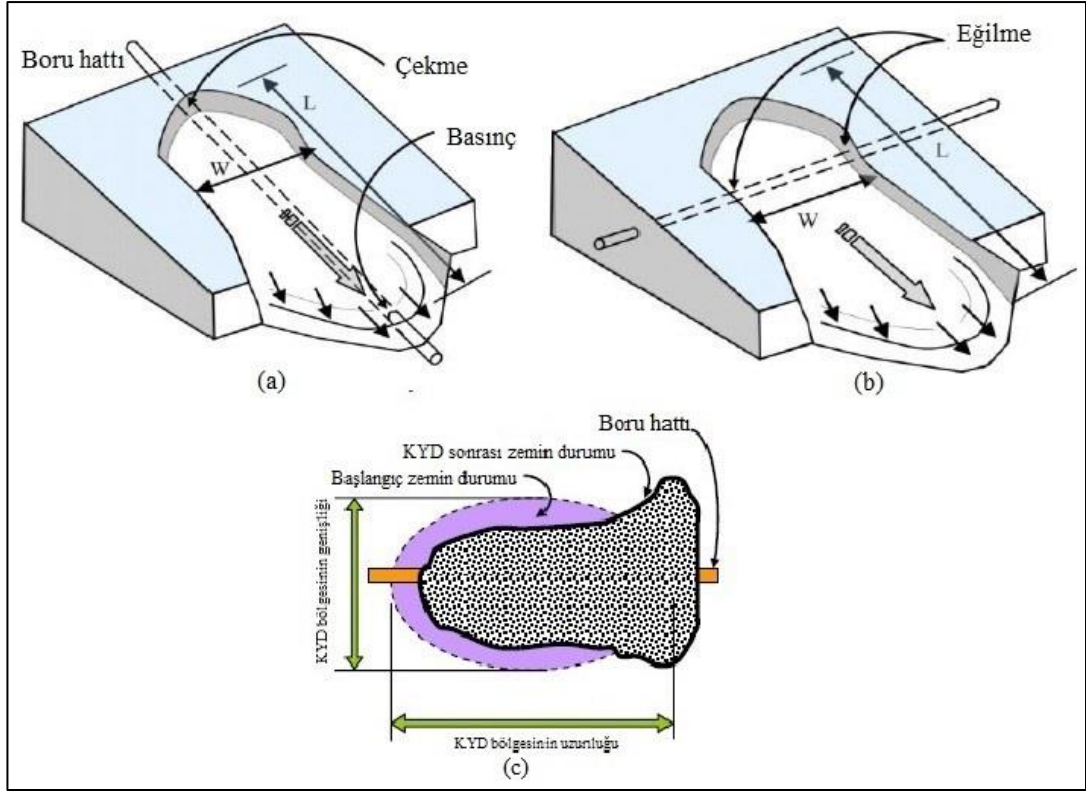 Boru hattı
Çekme
L
Basınç
W
(a)
Eğilme
L
W
(b)
Boru hattı
KYD sonrası zemin durumu
Başlangıç zemin durumu
KYD bölgesinin genişliği
KYD bölgesinin uzunluğu
(c)